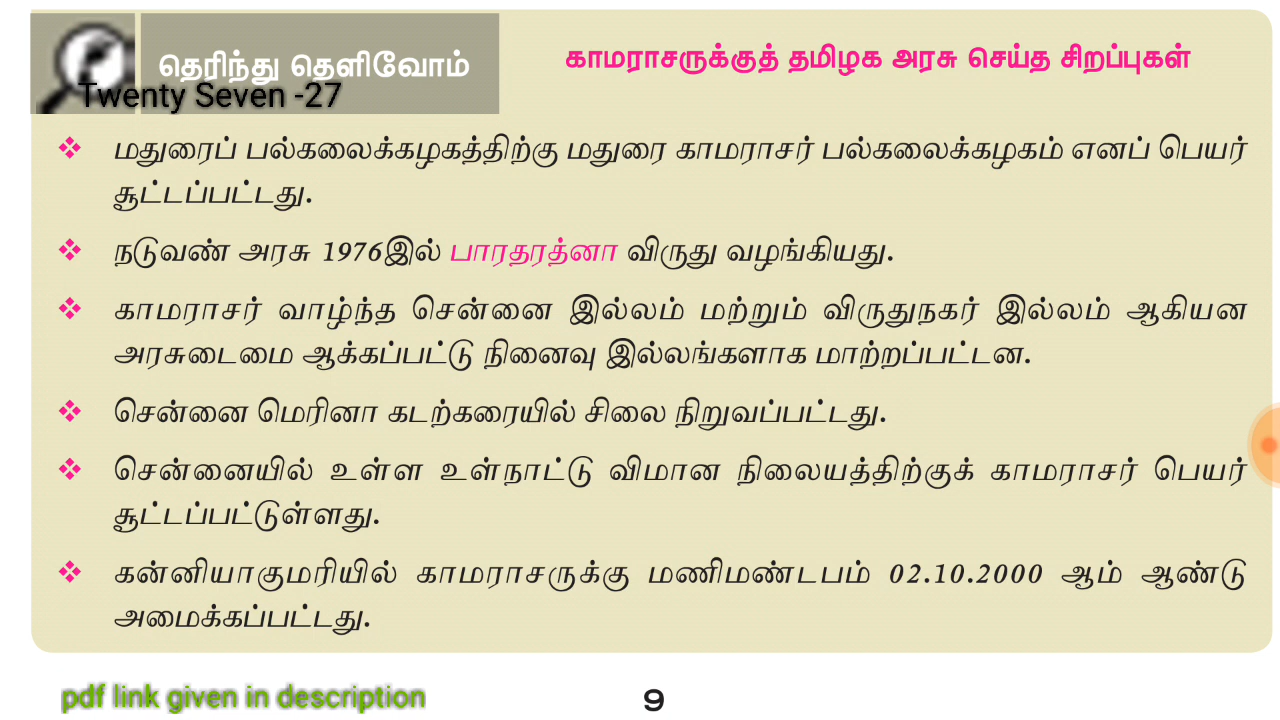 தெரிந்து தெளிவோம்
Twenty Seven -27
காமராசருக்குத் தமிழக அரசு செய்த சிறப்புகள்
❖ மதுரைப் பல்கலைக்கழகத்திற்கு மதுரை காமராசர் பல்கலைக்கழகம் எனப் பெயர்
சூட்டப்பட்டது.
❖ நடுவண் அரசு 1976இல் பாரதரத்னா விருது வழங்கியது.
❖ காமராசர் வாழ்ந்த சென்னை இல்லம் மற்றும் விருதுநகர் இல்லம் ஆகியன
அரசுடைமை ஆக்கப்பட்டு நினைவு இல்லங்களாக மாற்றப்பட்டன.
❖ சென்னை மெரினா கடற்கரையில் சிலை நிறுவப்பட்டது.
❖ சென்னையில் உள்ள உள்நாட்டு விமான நிலையத்திற்குக் காமராசர் பெயர்
சூட்டப்பட்டுள்ளது.
❖ கன்னியாகுமரியில் காமராசருக்கு மணிமண்டபம் 02.10.2000 ஆம் ஆண்டு
அமைக்கப்பட்டது.
pdf link given in description
9